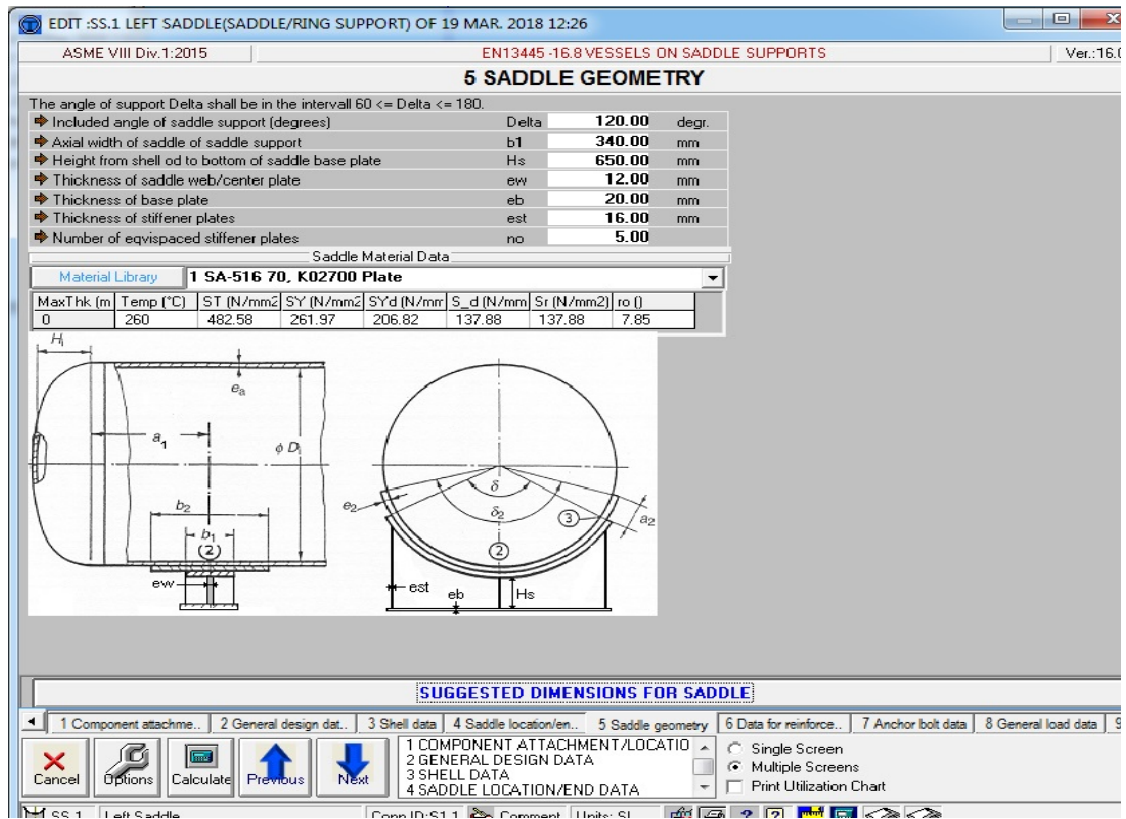 EDIT :SS.1 LEFT SADDLE(SADDLE/RING SUPPORT) OF 19 MAR. 2018 12:26
ASME VIII Div.1:2015 EN13445 -16.8 VESSELS ON SADDLE SUPPORTS Ver.:16.0
5 SADDLE GEOMETRY
The angle of support Delta shall be in the intervall 60 <= Delta <= 180.
Included angle of saddle support (degrees) Delta 120.00 degr.
Axial width of saddle of saddle support b1 340.00 mm
Height from shell od to bottom of saddle base plate Hs 650.00 mm
Thickness of saddle web/center plate ew 12.00 mm
Thickness of base plate eb 20.00 mm
Thickness of stiffener plates est 16.00 mm
Number of eqvispaced stiffener plates no 5.00
Saddle Material Data
Material Library 1 SA-516 70, K02700 Plate
MaxThk (m Temp (°C) ST (N/mm2 SY (N/mm2 SYd (N/mm S_d (N/mm Sr (N/mm2) ro ()
0 260 482.58 261.97 206.82 137.88 137.88 7.85
Hi
ea
a1
φ Di
b2
b1
(2)
ew
δ
δ2
e2
a2
3
2
est
eb
Hs
SUGGESTED DIMENSIONS FOR SADDLE
1 Component attachme.. 2 General design dat.. 3 Shell data 4 Saddle location/en.. 5 Saddle geometry 6 Data for reinforce.. 7 Anchor bolt data 8 General load data 9
Cancel Options Calculate Previous Next
1 COMPONENT ATTACHMENT/LOCATIO
2 GENERAL DESIGN DATA
3 SHELL DATA
4 SADDLE LOCATION/END DATA
Single Screen
Multiple Screens
Print Utilization Chart
SS.1 Left Saddle Conn.ID:S1.1 Comment Units: SI